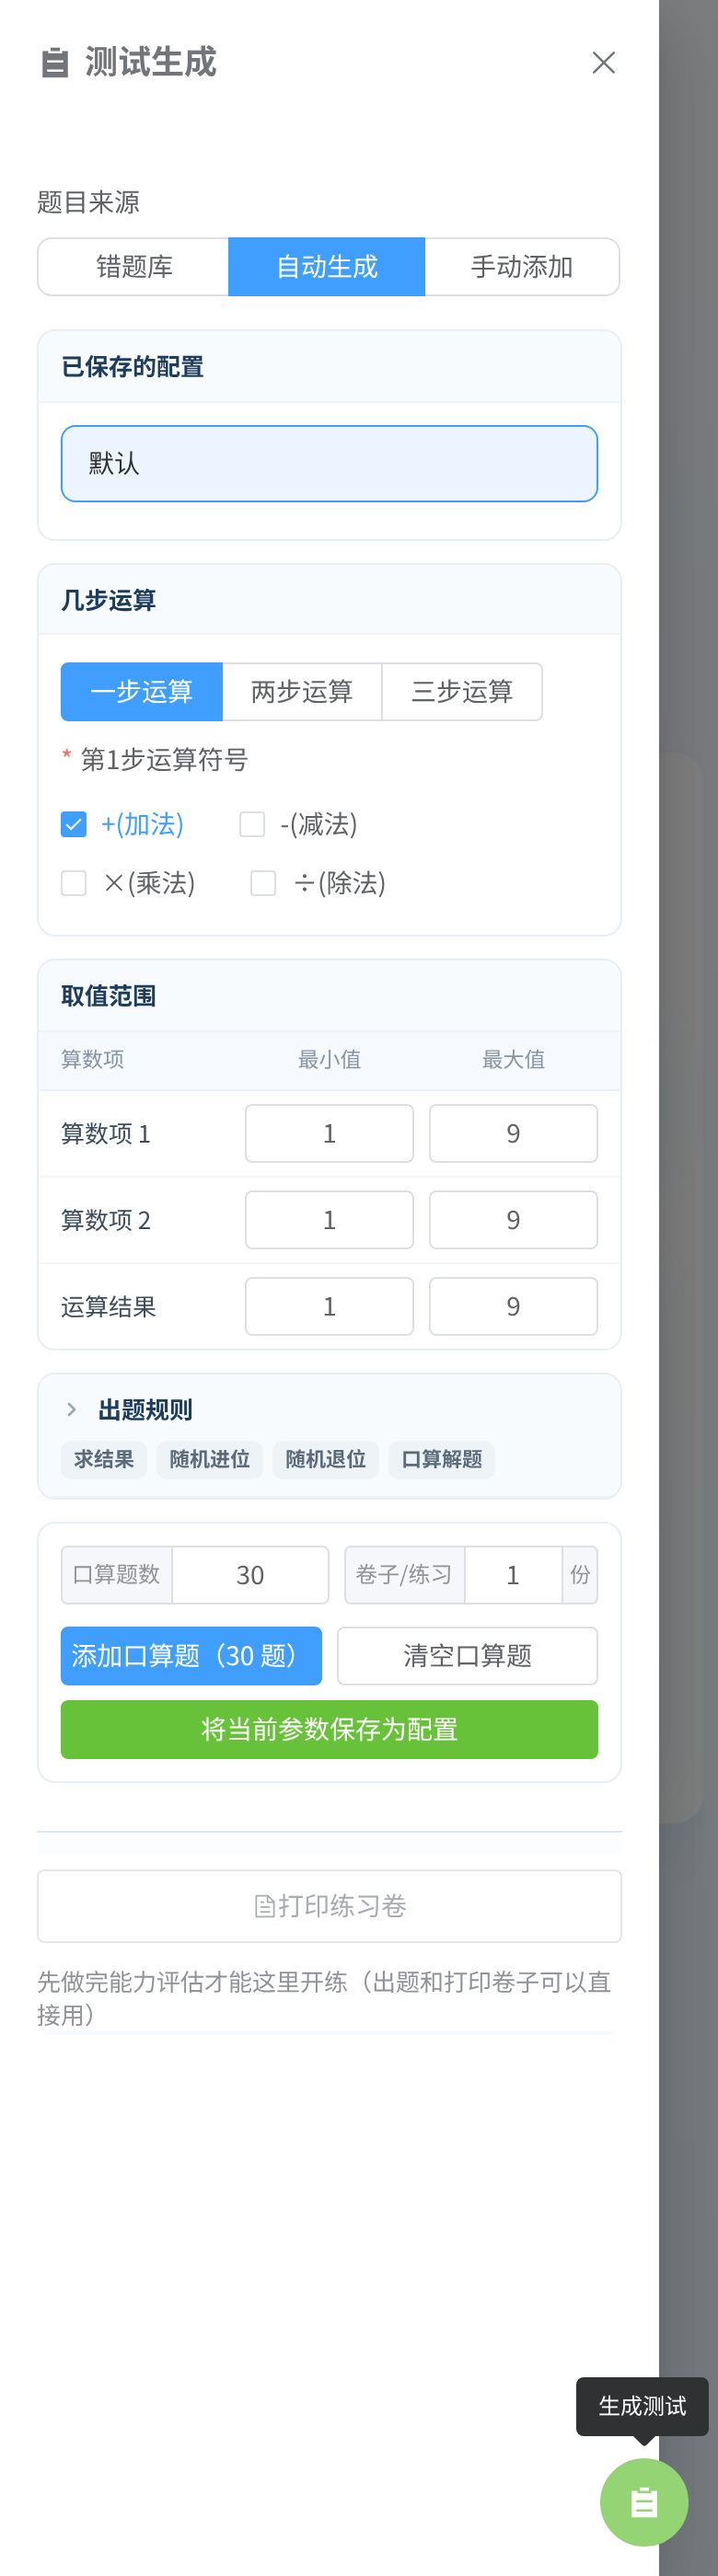 测试生成
题目来源
错题库 自动生成 手动添加
已保存的配置
默认
几步运算
一步运算 两步运算 三步运算
* 第1步运算符号
+(加法) -(减法)
×(乘法) ÷(除法)
取值范围
算数项 最小值 最大值
算数项 1 1 9
算数项 2 1 9
运算结果 1 9
出题规则
求结果 随机进位 随机退位 口算解题
口算题数 30 卷子/练习 1 份
添加口算题（30 题） 清空口算题
将当前参数保存为配置
打印练习卷
先做完能力评估才能这里开练（出题和打印卷子可以直
接用）
生成测试